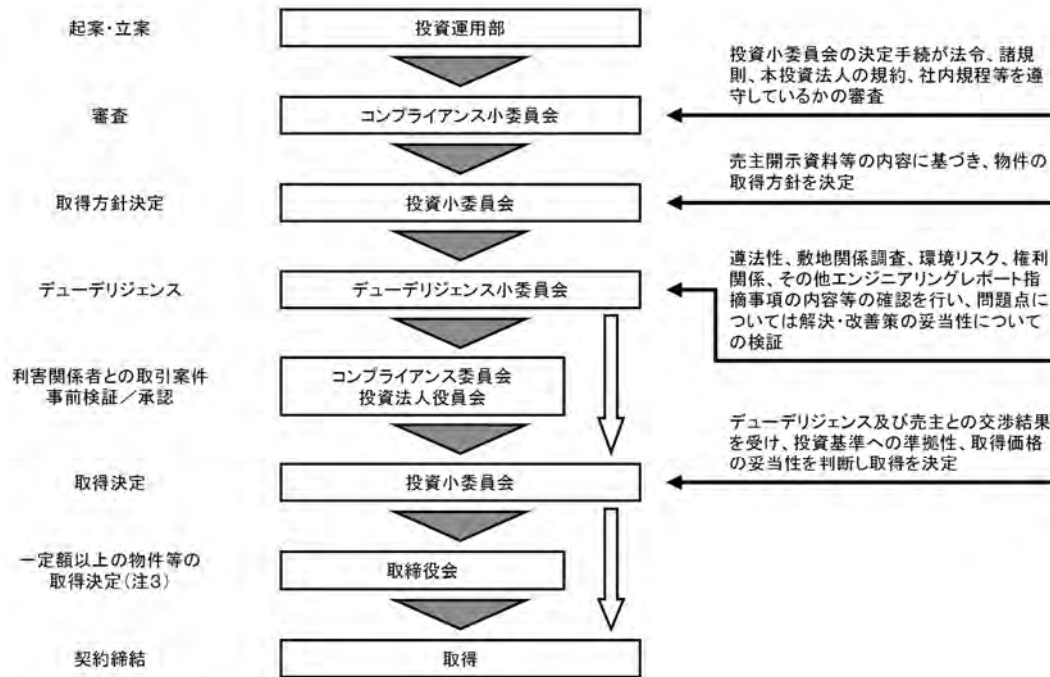 起案・立案
投資運用部
投資小委員会の決定手続が法令、諸規
則、本投資法人の規約、社内規程等を遵
守しているかの審査
審査
コンプライアンス小委員会
売主開示資料等の内容に基づき、物件の
取得方針を決定
取得方針決定
投資小委員会
遵法性、敷地関係調査、環境リスク、権利
関係、その他エンジニアリングレポート指
摘事項の内容等の確認を行い、問題点に
ついては解決・改善策の妥当性について
の検証
デューデリジェンス
デューデリジェンス小委員会
利害関係者との取引案件
事前検証／承認
コンプライアンス委員会
投資法人役員会
デューデリジェンス及び売主との交渉結果
を受け、投資基準への準拠性、取得価格
の妥当性を判断し取得を決定
取得決定
投資小委員会
一定額以上の物件等の
取得決定(注3)
取締役会
契約締結
取得